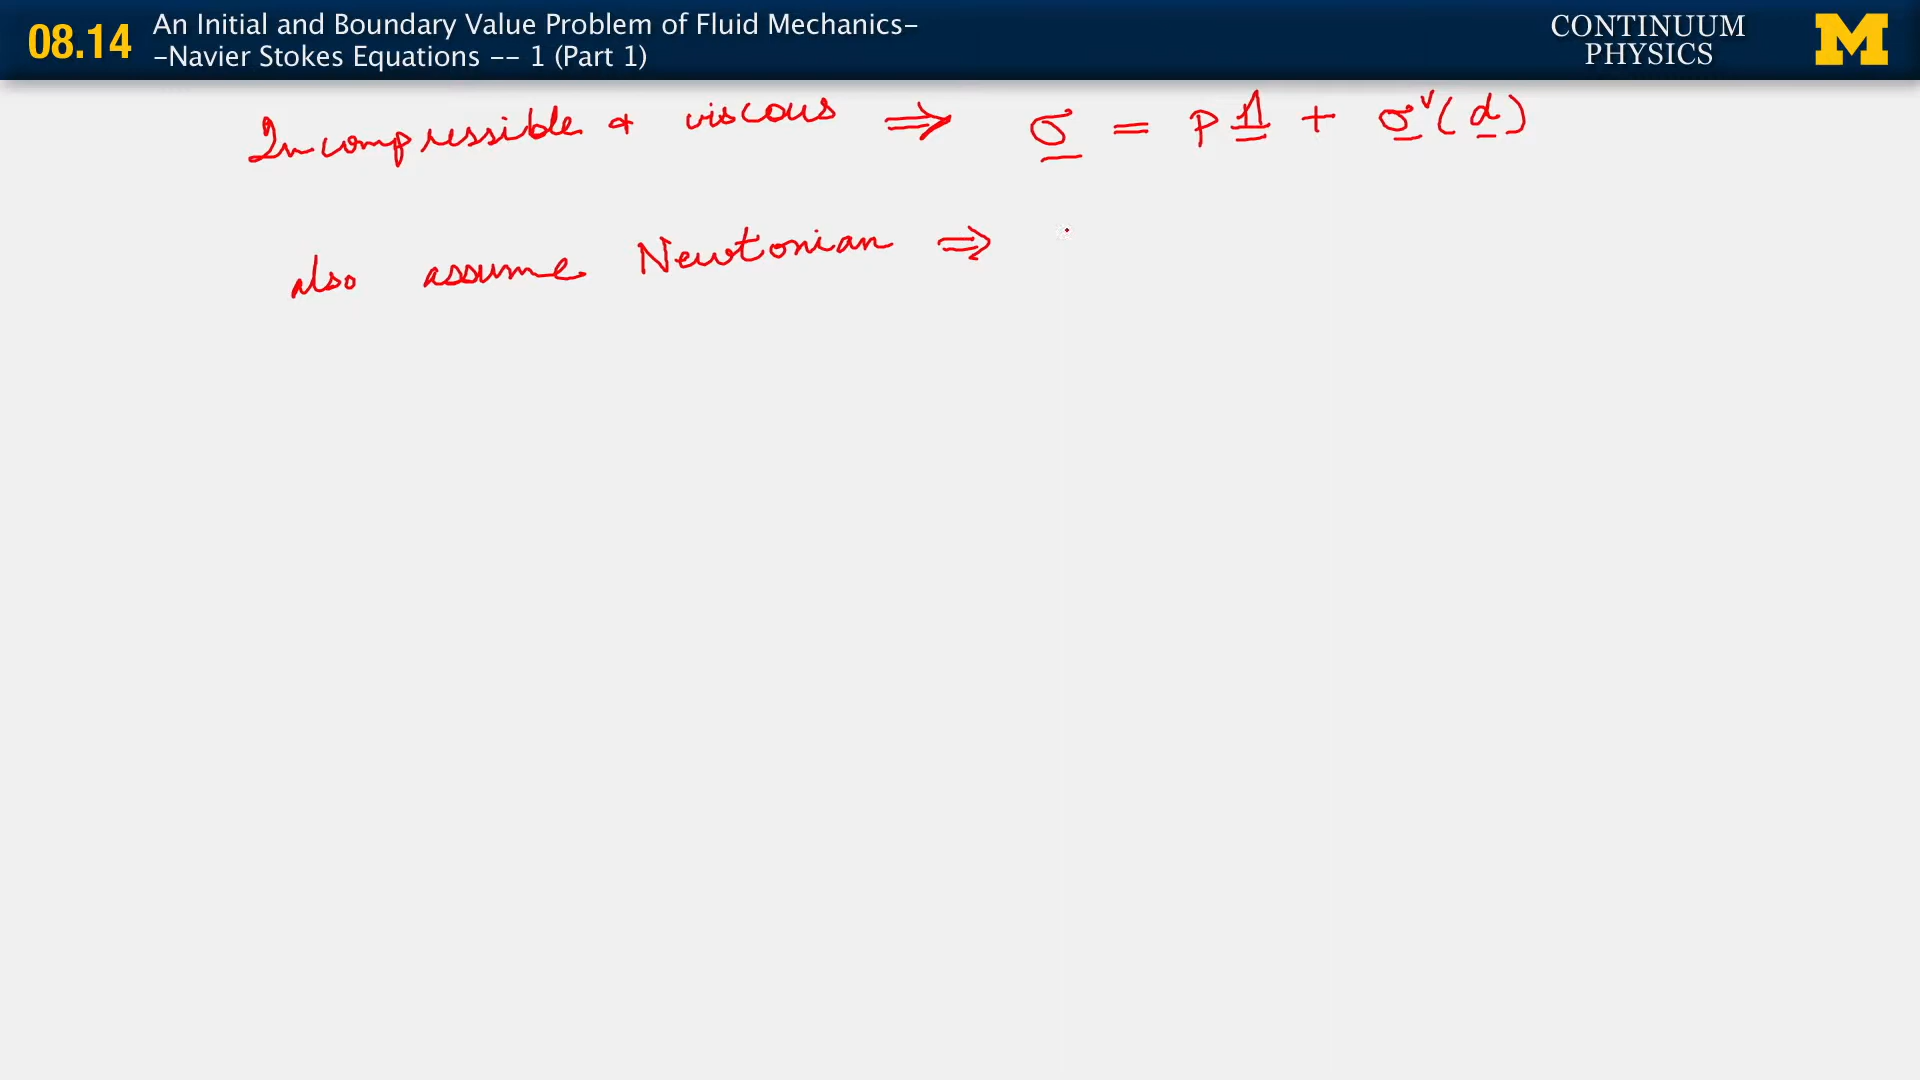 08.14
An Initial and Boundary Value Problem of Fluid Mechanics-
-Navier Stokes Equations -- 1 (Part 1)
CONTINUUM
PHYSICS
M
Incompressible & viscous ⇒ σ = p 𝟙 + σᵛ(d)
also assume Newtonian ⇒